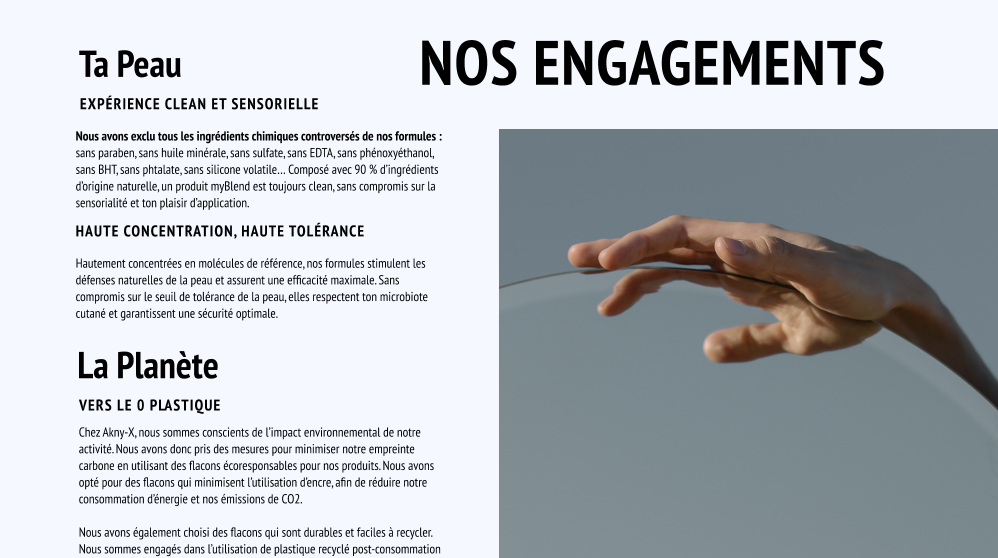 NOS ENGAGEMENTS
Ta Peau
EXPÉRIENCE CLEAN ET SENSORIELLE
Nous avons exclu tous les ingrédients chimiques controversés de nos formules :
sans paraben, sans huile minérale, sans sulfate, sans EDTA, sans phénoxyéthanol,
sans BHT, sans phtalate, sans silicone volatile... Composé avec 90 % d'ingrédients
d'origine naturelle, un produit myBlend est toujours clean, sans compromis sur la
sensorialité et ton plaisir d'application.
HAUTE CONCENTRATION, HAUTE TOLÉRANCE
Hautement concentrées en molécules de référence, nos formules stimulent les
défenses naturelles de la peau et assurent une efficacité maximale. Sans
compromis sur le seuil de tolérance de la peau, elles respectent ton microbiote
cutané et garantissent une sécurité optimale.
La Planète
VERS LE 0 PLASTIQUE
Chez Akny-X, nous sommes conscients de l'impact environnemental de notre
activité. Nous avons donc pris des mesures pour minimiser notre empreinte
carbone en utilisant des flacons écoresponsables pour nos produits. Nous avons
opté pour des flacons qui minimisent l'utilisation d'encre, afin de réduire notre
consommation d'énergie et nos émissions de CO2.
Nous avons également choisi des flacons qui sont durables et faciles à recycler.
Nous sommes engagés dans l'utilisation de plastique recyclé post-consommation